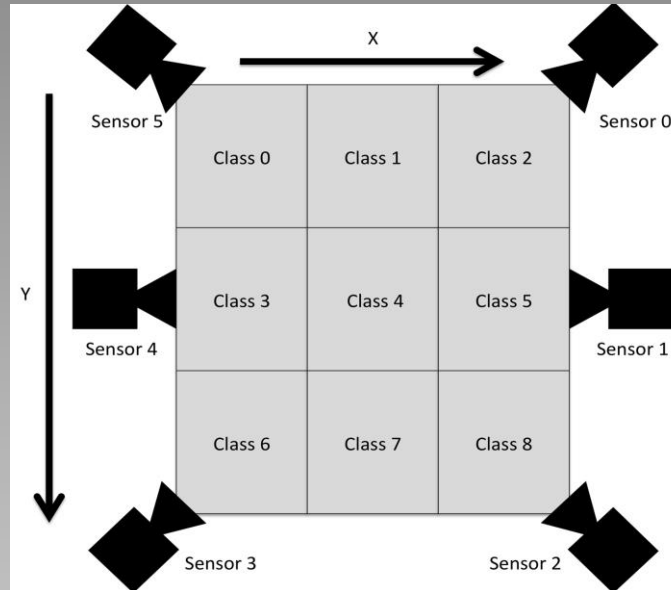 X
Sensor 5
Sensor 0
Class 0
Class 1
Class 2
Y
Class 3
Class 4
Class 5
Sensor 4
Sensor 1
Class 6
Class 7
Class 8
Sensor 3
Sensor 2